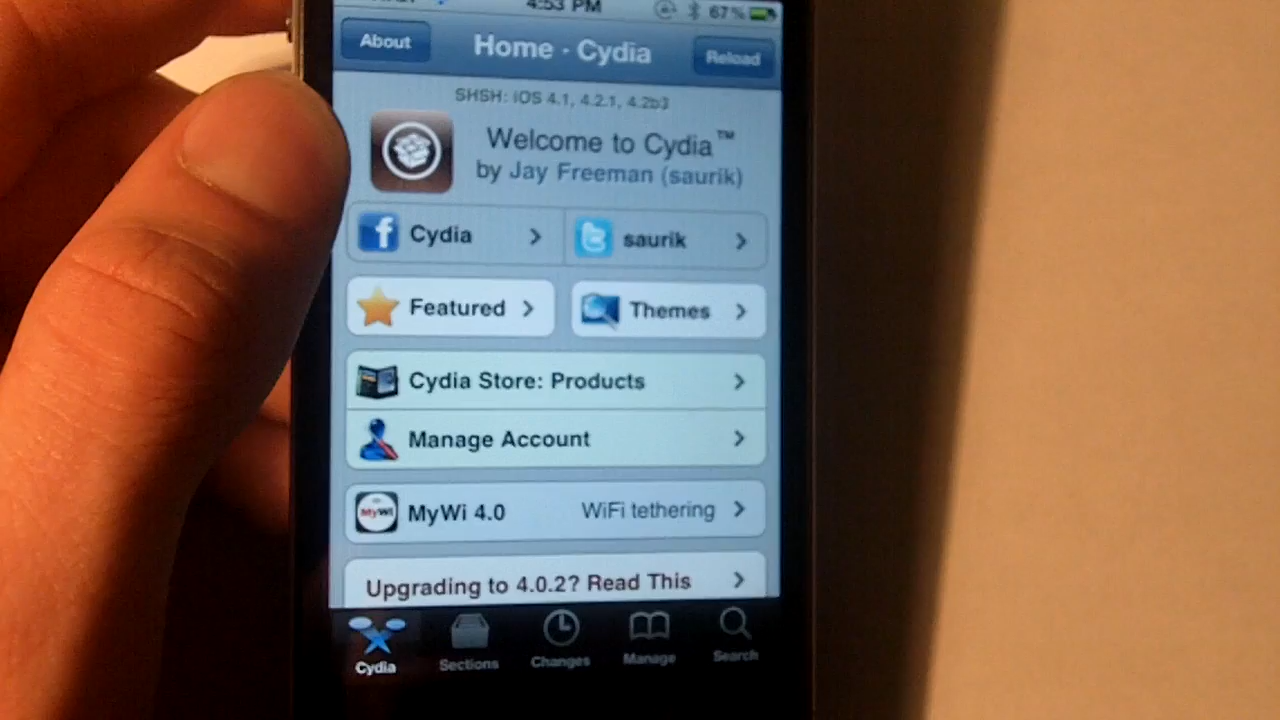 4:53 PM 67%
About Home - Cydia Reload
SHSH: iOS 4.1, 4.2.1, 4.2b3
Welcome to Cydia™
by Jay Freeman (saurik)
Cydia saurik
Featured Themes
Cydia Store: Products
Manage Account
MyWi MyWi 4.0 WiFi tethering
Upgrading to 4.0.2? Read This
Cydia Sections Changes Manage Search